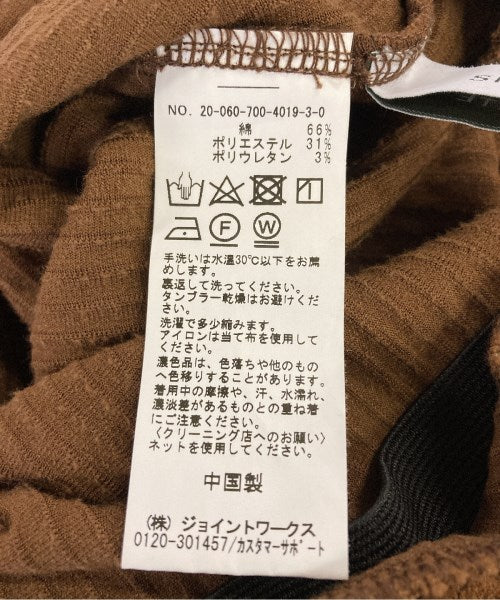 NO. 20-060-700-4019-3-0
綿 66%
ポリエステル 31%
ポリウレタン 3%
F
W
手洗いは水温30℃以下をお薦
めします。
裏返して洗ってください。
タンブラー乾燥はお避けくださ
い。
洗濯で多少縮みます。
アイロンは当て布を使用して
ください。
濃色品は、色落ちや他のもの
へ色移りすることがあります。
着用中の摩擦や、汗、水濡れ、
濃淡差があるものとの重ね着
にご注意ください。
〈クリーニング店へのお願い〉
ネットを使用してください。
中国製
(株) ジョイントワークス
0120-301457/カスタマーサポート